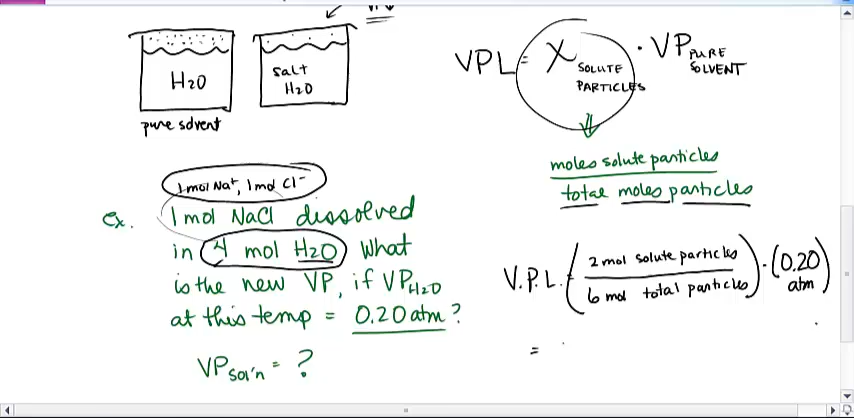 H2O
salt
H2O
pure solvent
VPL = X SOLUTE PARTICLES · VP PURE SOLVENT
moles solute particles
total moles particles
1 mol Na+, 1 mol Cl-
ex. 1 mol NaCl dissolved
in 4 mol H2O What
is the new VP, if VPH2O
at this temp = 0.20 atm?
VPsol'n = ?
V.P.L. = (2 mol solute particles / 6 mol total particles) · (0.20 atm)
=